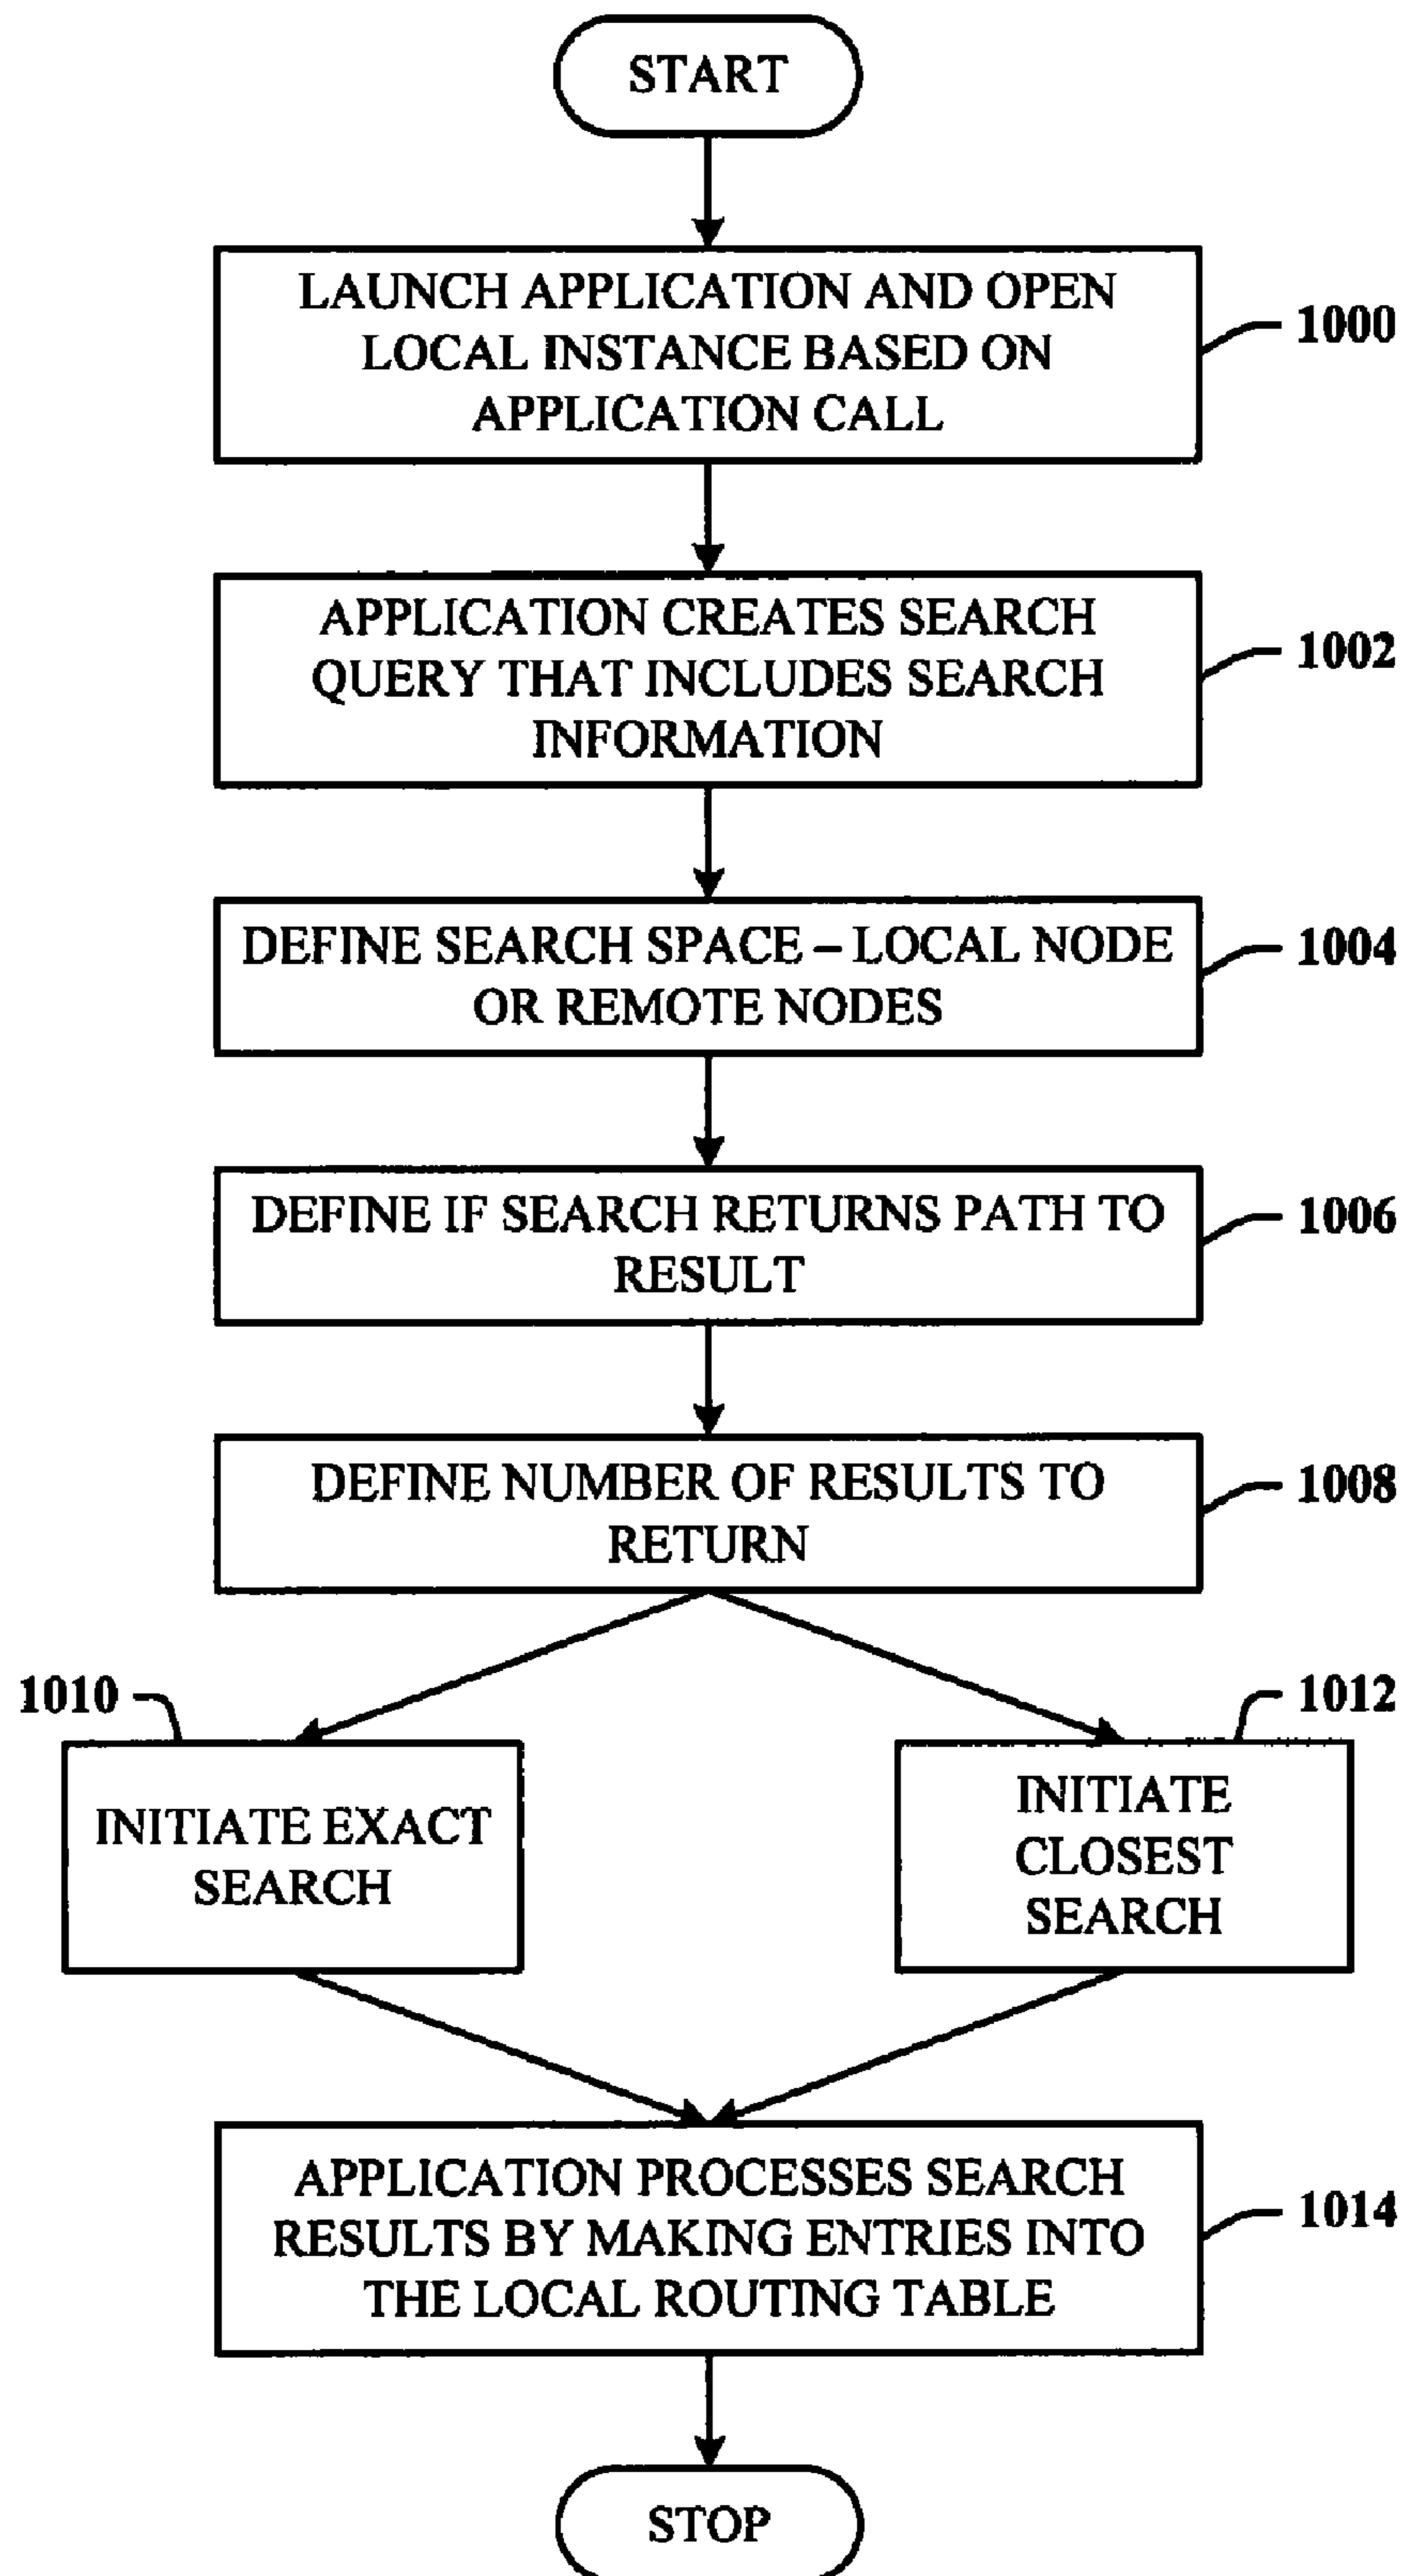 START
LAUNCH APPLICATION AND OPEN
LOCAL INSTANCE BASED ON
APPLICATION CALL
1000
APPLICATION CREATES SEARCH
QUERY THAT INCLUDES SEARCH
INFORMATION
1002
DEFINE SEARCH SPACE – LOCAL NODE
OR REMOTE NODES
1004
DEFINE IF SEARCH RETURNS PATH TO
RESULT
1006
DEFINE NUMBER OF RESULTS TO
RETURN
1008
1010
INITIATE EXACT
SEARCH
1012
INITIATE
CLOSEST
SEARCH
APPLICATION PROCESSES SEARCH
RESULTS BY MAKING ENTRIES INTO
THE LOCAL ROUTING TABLE
1014
STOP